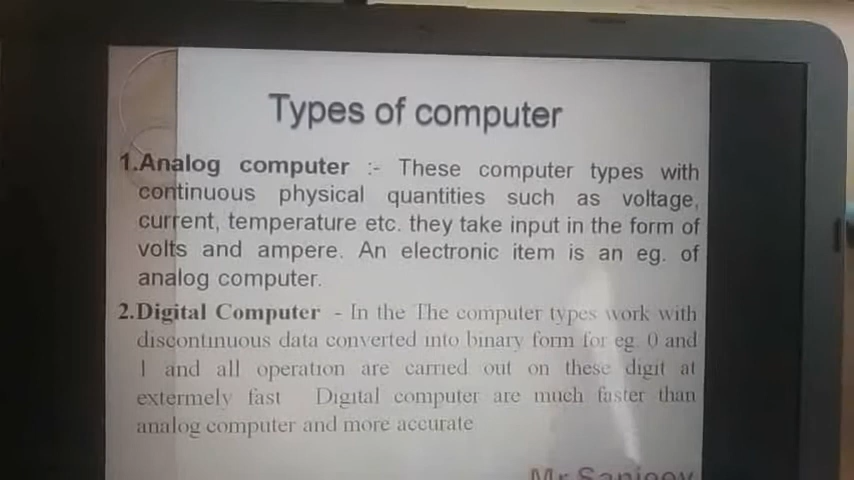 Types of computer
1.Analog computer :- These computer types with
continuous physical quantities such as voltage,
current, temperature etc. they take input in the form of
volts and ampere. An electronic item is an eg. of
analog computer.
2.Digital Computer - In the The computer types work with
discontinuous data converted into binary form for eg. 0 and
1 and all operation are carried out on these digit at
extermely fast Digital computer are much faster than
analog computer and more accurate
Mr Sanjeev